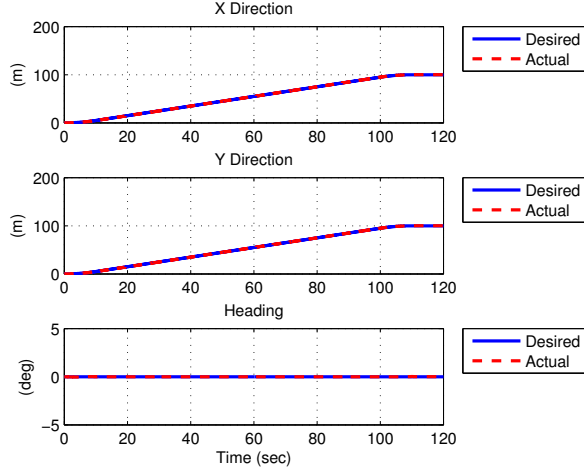 X Direction
200
100
0
(m)
0 20 40 60 80 100 120
Desired
Actual
Y Direction
200
100
0
(m)
0 20 40 60 80 100 120
Desired
Actual
Heading
5
0
−5
(deg)
0 20 40 60 80 100 120
Time (sec)
Desired
Actual